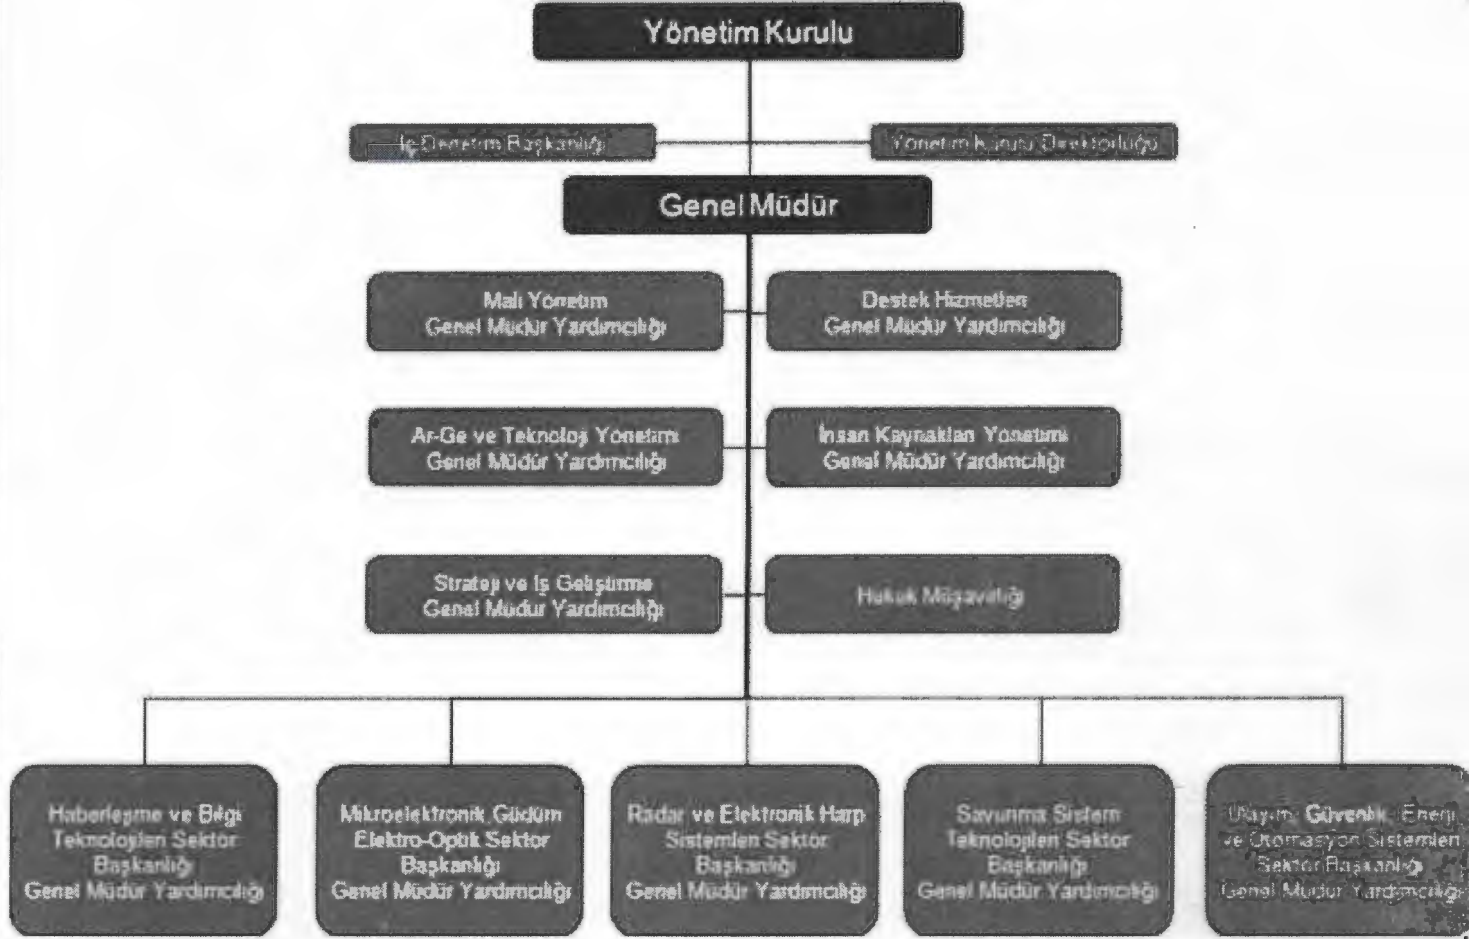 Yönetim Kurulu
İç Denetim Başkanlığı
Yönetim Kurulu Direktörlüğü
Genel Müdür
Mali Yönetim
Genel Müdür Yardımcılığı
Destek Hizmetleri
Genel Müdür Yardımcılığı
Ar-Ge ve Teknoloji Yönetimi
Genel Müdür Yardımcılığı
İnsan Kaynakları Yönetimi
Genel Müdür Yardımcılığı
Strateji ve İş Geliştirme
Genel Müdür Yardımcılığı
Hukuk Müşavirliği
Haberleşme ve Bilgi
Teknolojileri Sektör
Başkanlığı
Genel Müdür Yardımcılığı
Mikroelektronik Güdüm
Elektro-Optik Sektör
Başkanlığı
Genel Müdür Yardımcılığı
Radar ve Elektronik Harp
Sistemleri Sektör
Başkanlığı
Genel Müdür Yardımcılığı
Savunma Sistem
Teknolojileri Sektör
Başkanlığı
Genel Müdür Yardımcılığı
Ulaşım, Güvenlik, Enerji
ve Otomasyon Sistemleri
Sektör Başkanlığı
Genel Müdür Yardımcılığı